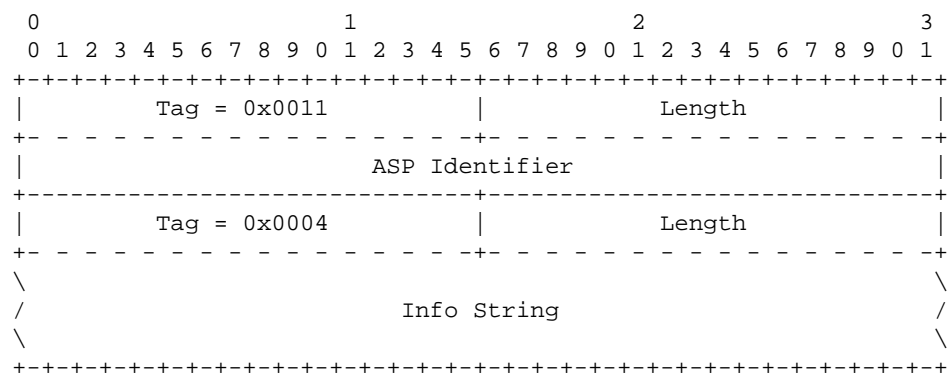 0                   1                   2                   3
 0 1 2 3 4 5 6 7 8 9 0 1 2 3 4 5 6 7 8 9 0 1 2 3 4 5 6 7 8 9 0 1
+-+-+-+-+-+-+-+-+-+-+-+-+-+-+-+-+-+-+-+-+-+-+-+-+-+-+-+-+-+-+-+-+
|         Tag = 0x0011          |            Length             |
+- - - - - - - - - - - - - - - -+- - - - - - - - - - - - - - - -+
|                        ASP Identifier                         |
+-------------------------------+-------------------------------+
|         Tag = 0x0004          |            Length             |
+- - - - - - - - - - - - - - - -+- - - - - - - - - - - - - - - -+
\                                                               \
/                          Info String                          /
\                                                               \
+-+-+-+-+-+-+-+-+-+-+-+-+-+-+-+-+-+-+-+-+-+-+-+-+-+-+-+-+-+-+-+-+